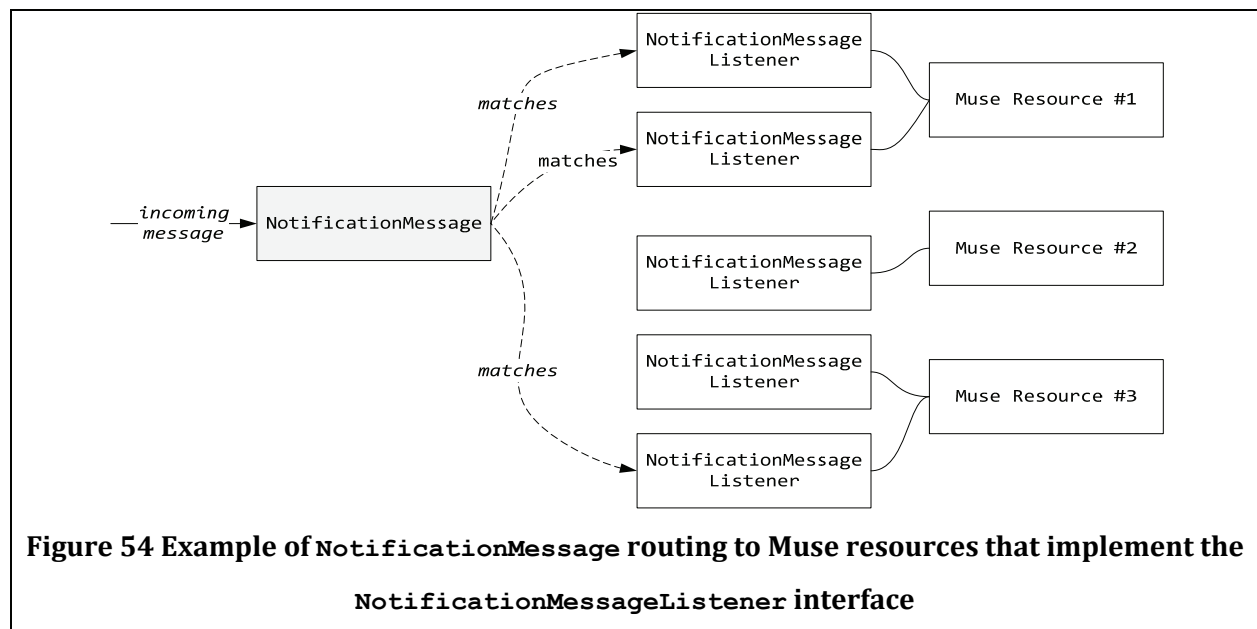 NotificationMessage
Listener
Muse Resource #1
matches
NotificationMessage
Listener
matches
incoming
message
NotificationMessage
NotificationMessage
Listener
Muse Resource #2
NotificationMessage
Listener
matches
Muse Resource #3
NotificationMessage
Listener
Figure 54 Example of NotificationMessage routing to Muse resources that implement the
NotificationMessageListener interface